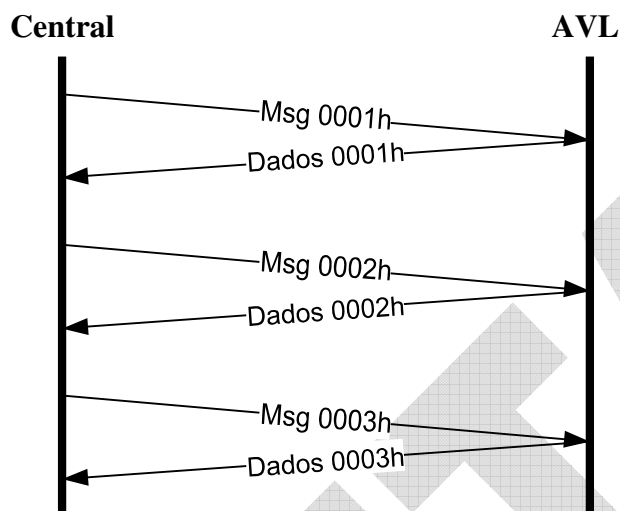 Central AVL
Msg 0001h
Dados 0001h
Msg 0002h
Dados 0002h
Msg 0003h
Dados 0003h